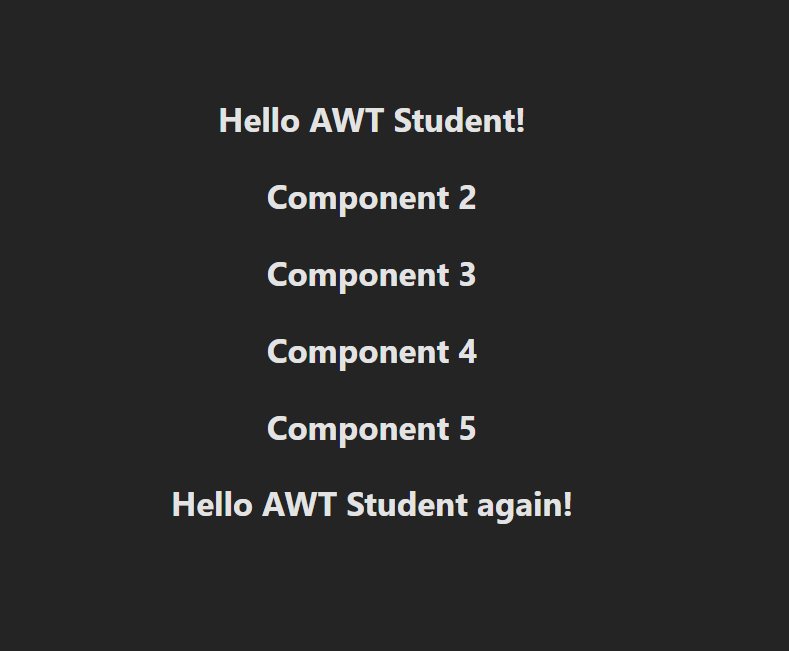 Hello AWT Student!
Component 2
Component 3
Component 4
Component 5
Hello AWT Student again!